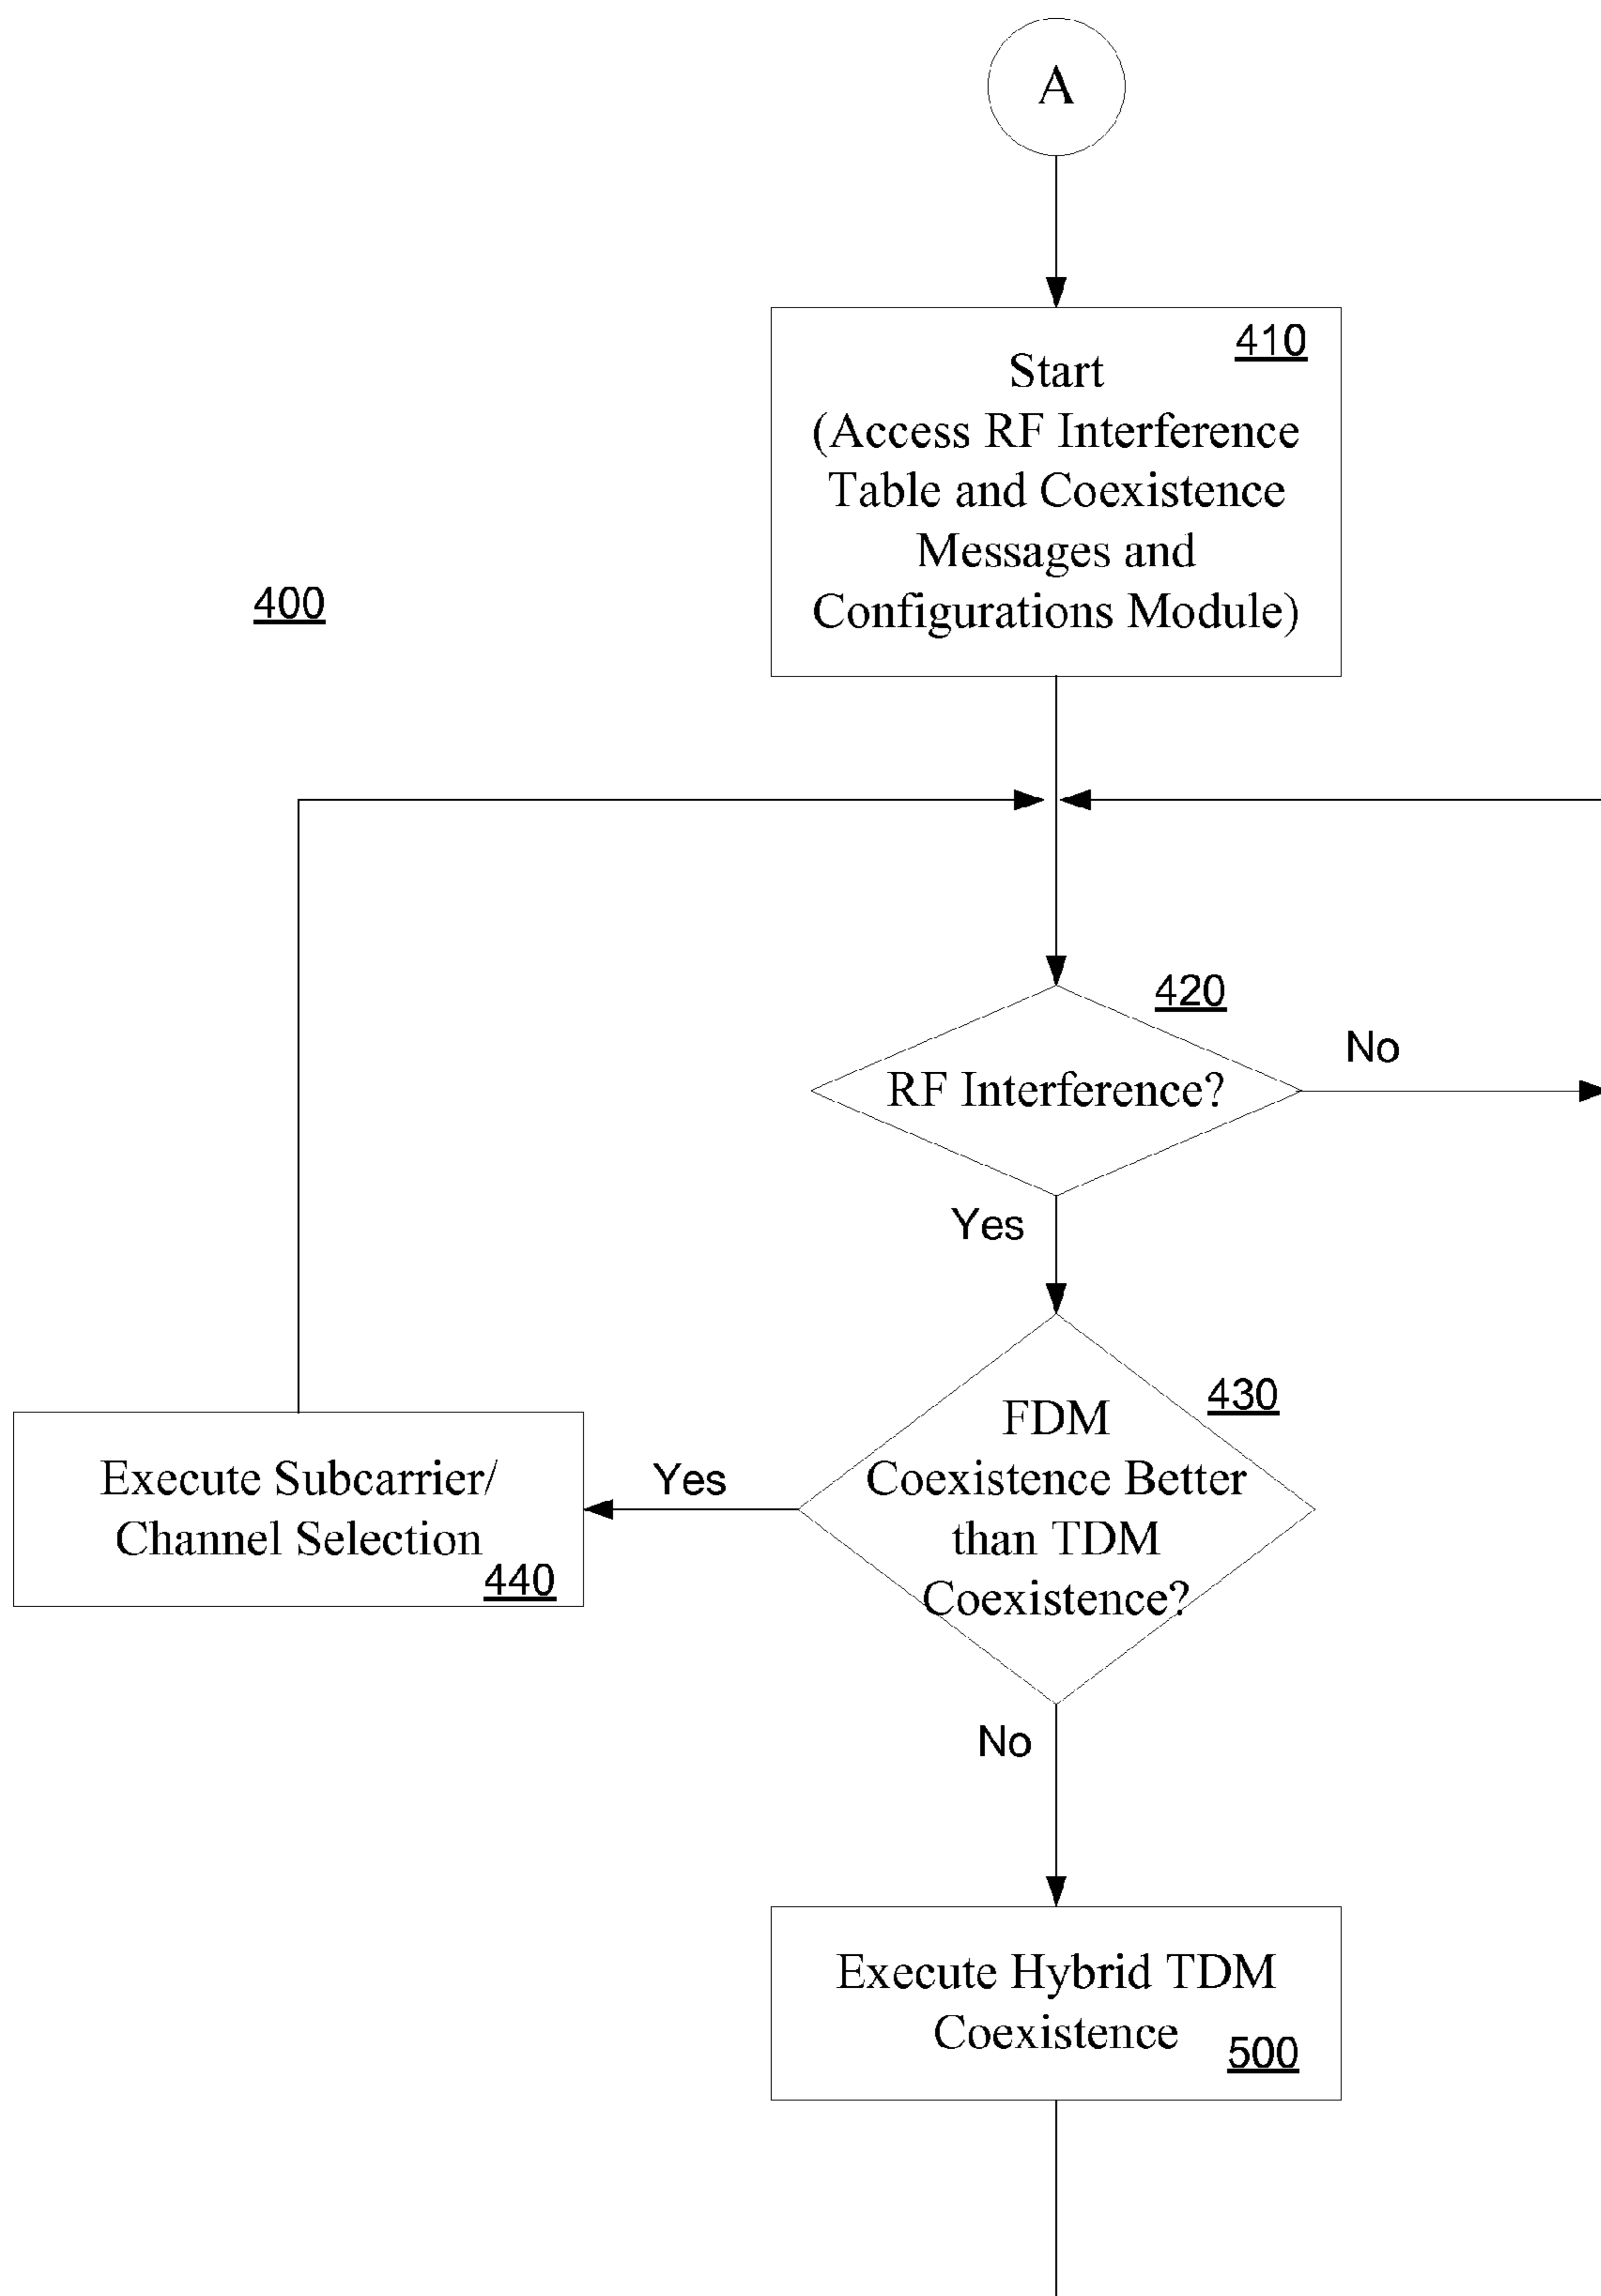 A
410
Start
(Access RF Interference
Table and Coexistence
Messages and
Configurations Module)
400
420
RF Interference?
No
Yes
430
FDM
Coexistence Better
than TDM
Coexistence?
Yes
Execute Subcarrier/
Channel Selection
440
No
Execute Hybrid TDM
Coexistence
500